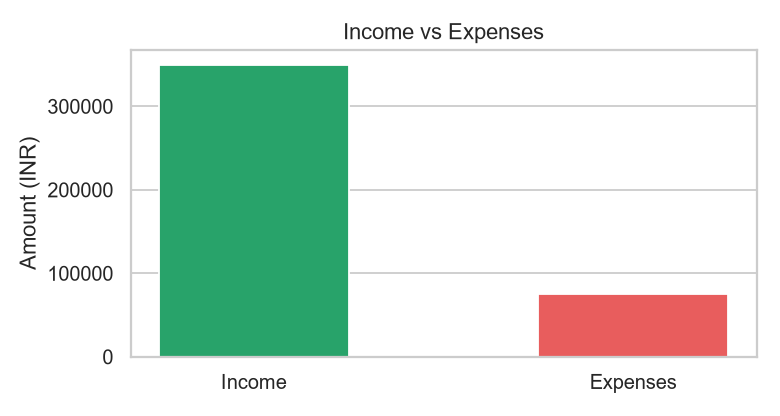 Income vs Expenses
Amount (INR)
300000
200000
100000
0
Income
Expenses